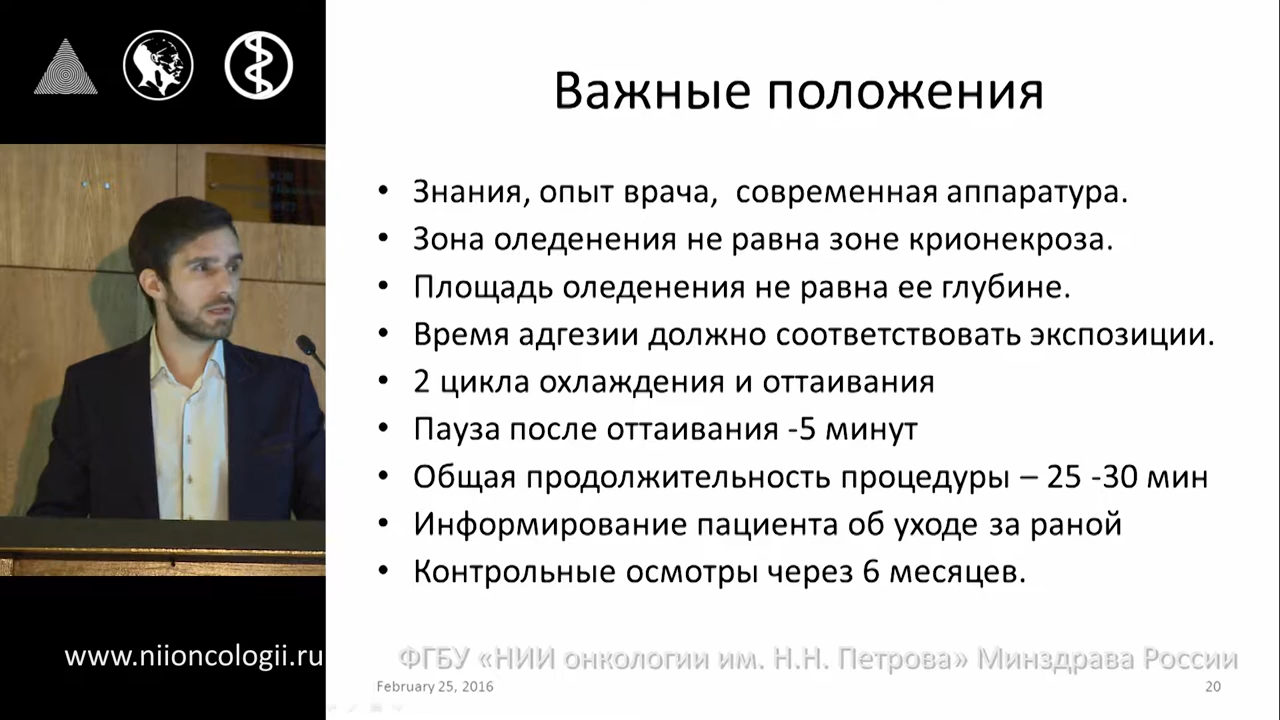 Важные положения
• Знания, опыт врача, современная аппаратура.
• Зона оледенения не равна зоне крионекроза.
• Площадь оледенения не равна ее глубине.
• Время адгезии должно соответствовать экспозиции.
• 2 цикла охлаждения и оттаивания
• Пауза после оттаивания -5 минут
• Общая продолжительность процедуры – 25 -30 мин
• Информирование пациента об уходе за раной
• Контрольные осмотры через 6 месяцев.
www.niioncologii.ru
ФГБУ «НИИ онкологии им. Н.Н. Петрова» Минздрава России
February 25, 2016
20